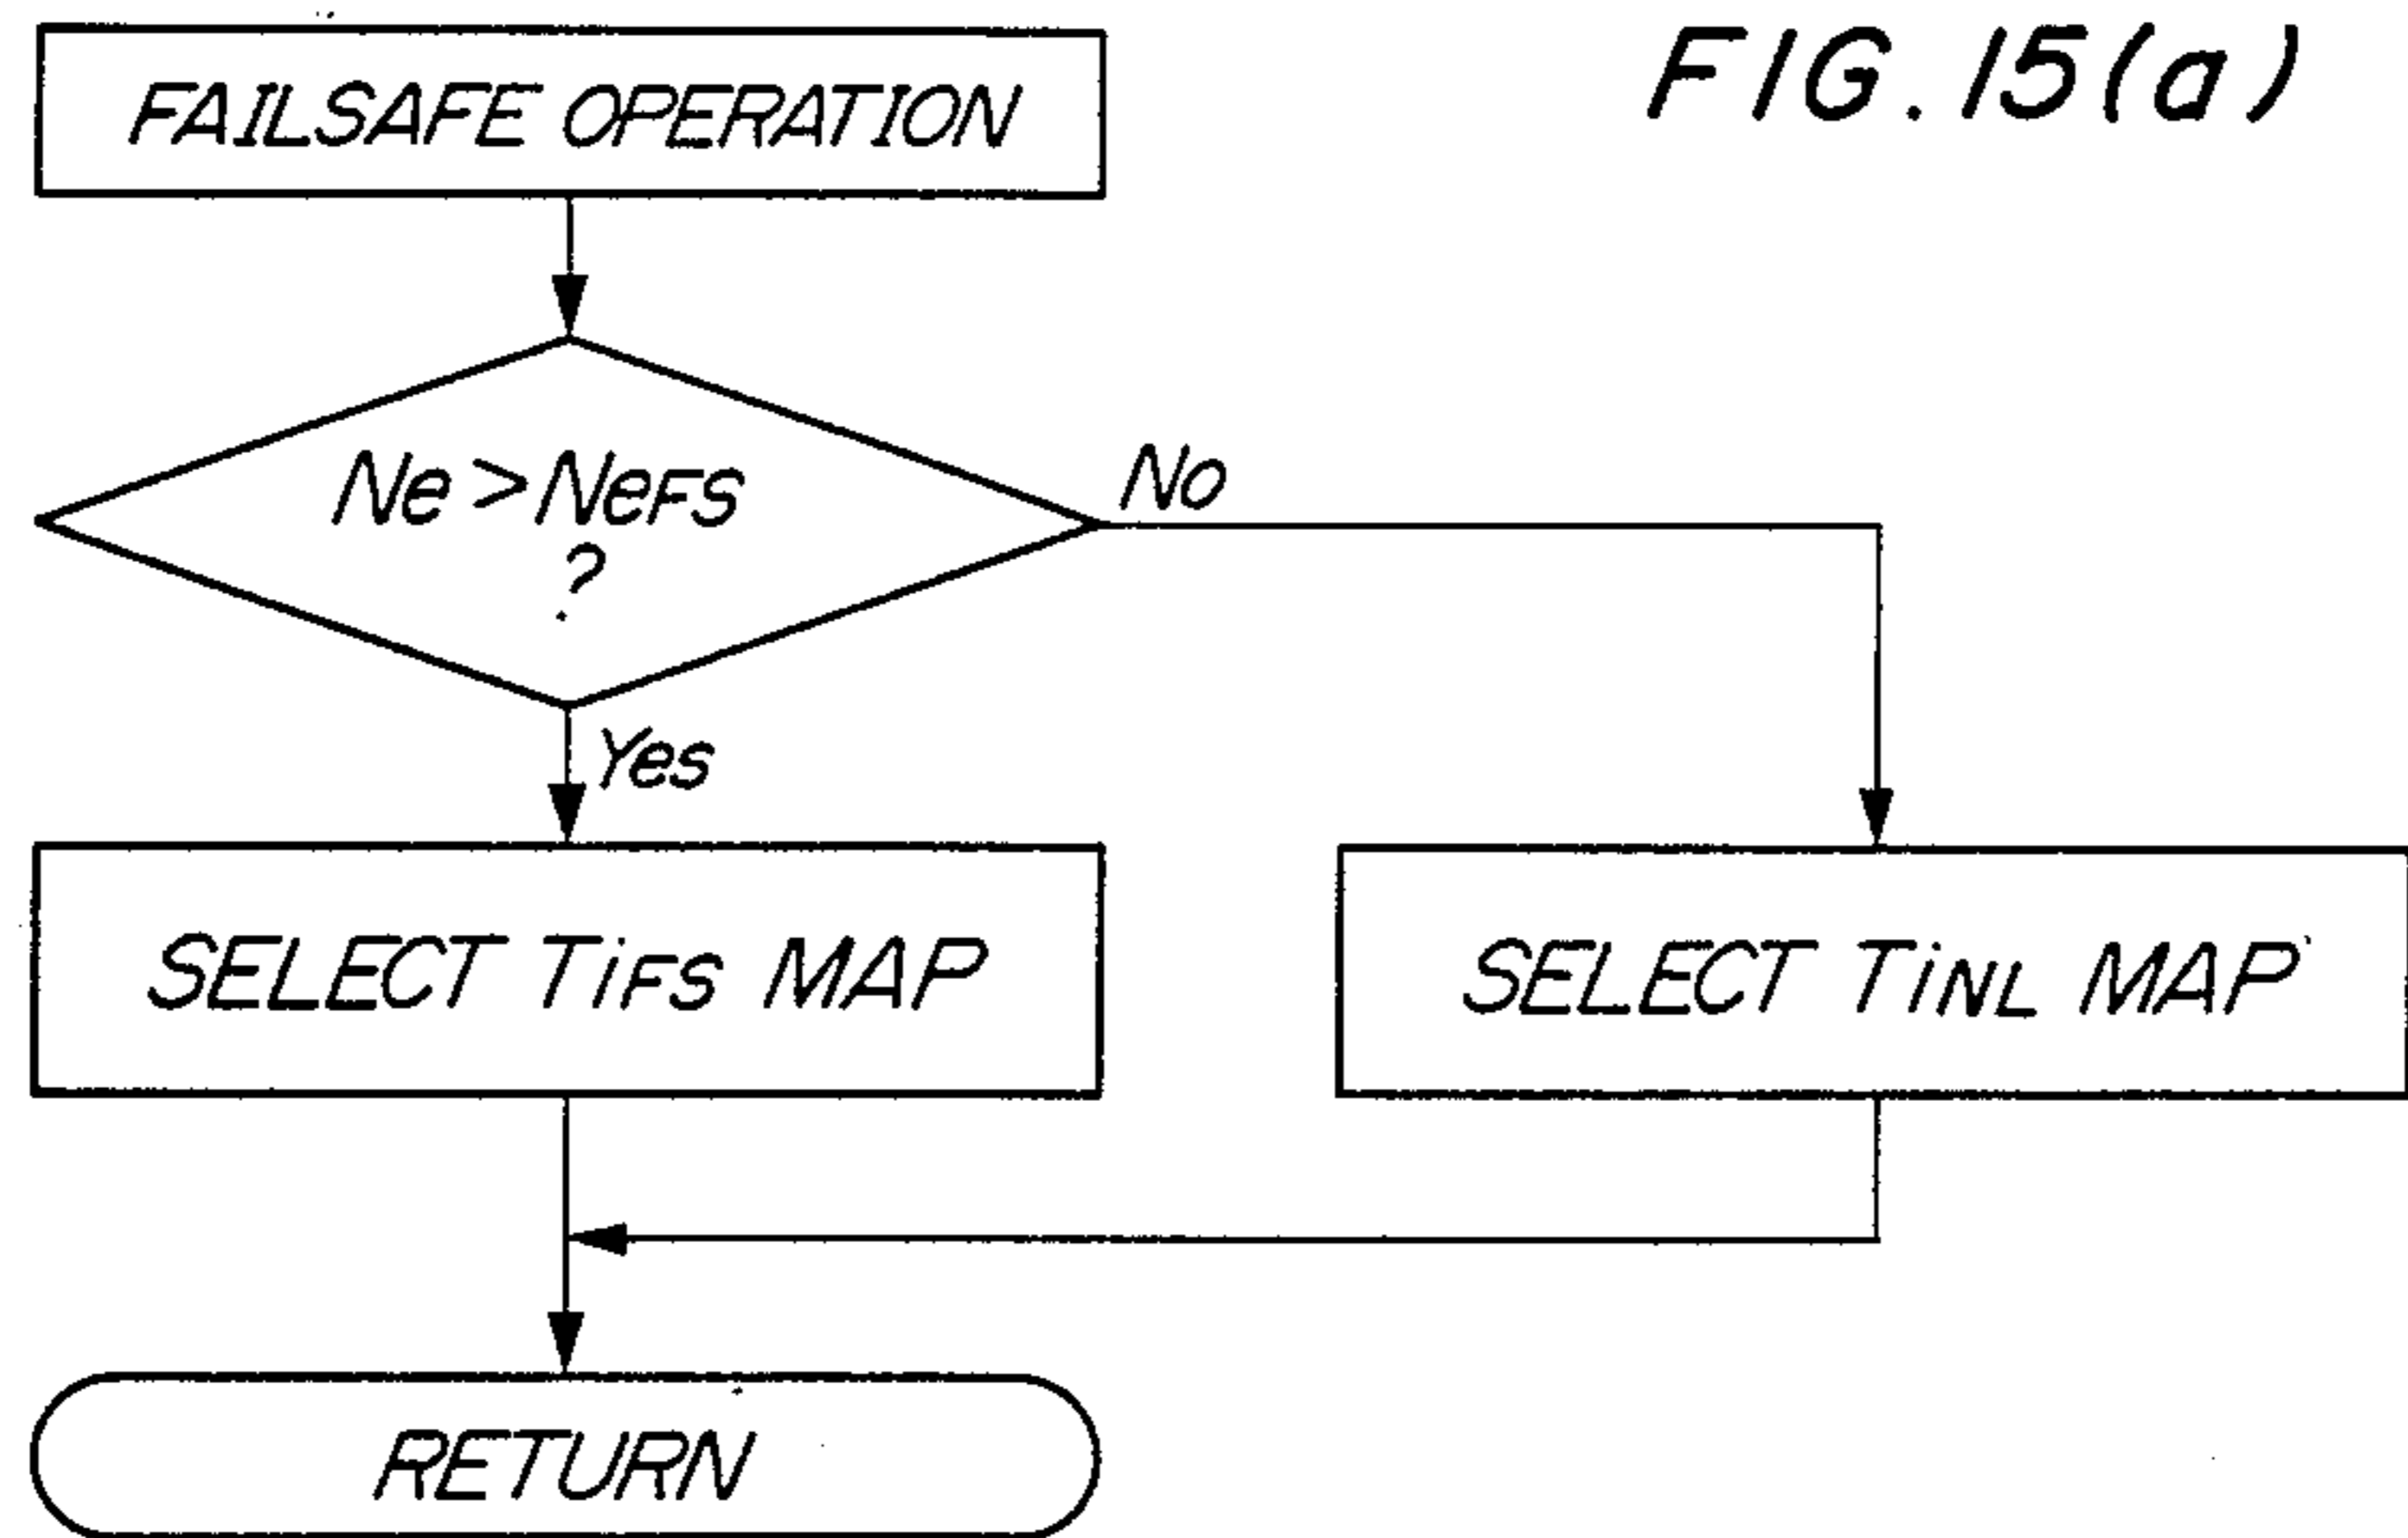 FIG. 15(a)
FAILSAFE OPERATION
Ne > NeFS
?
No
Yes
SELECT TiFS MAP
SELECT TiNL MAP
RETURN